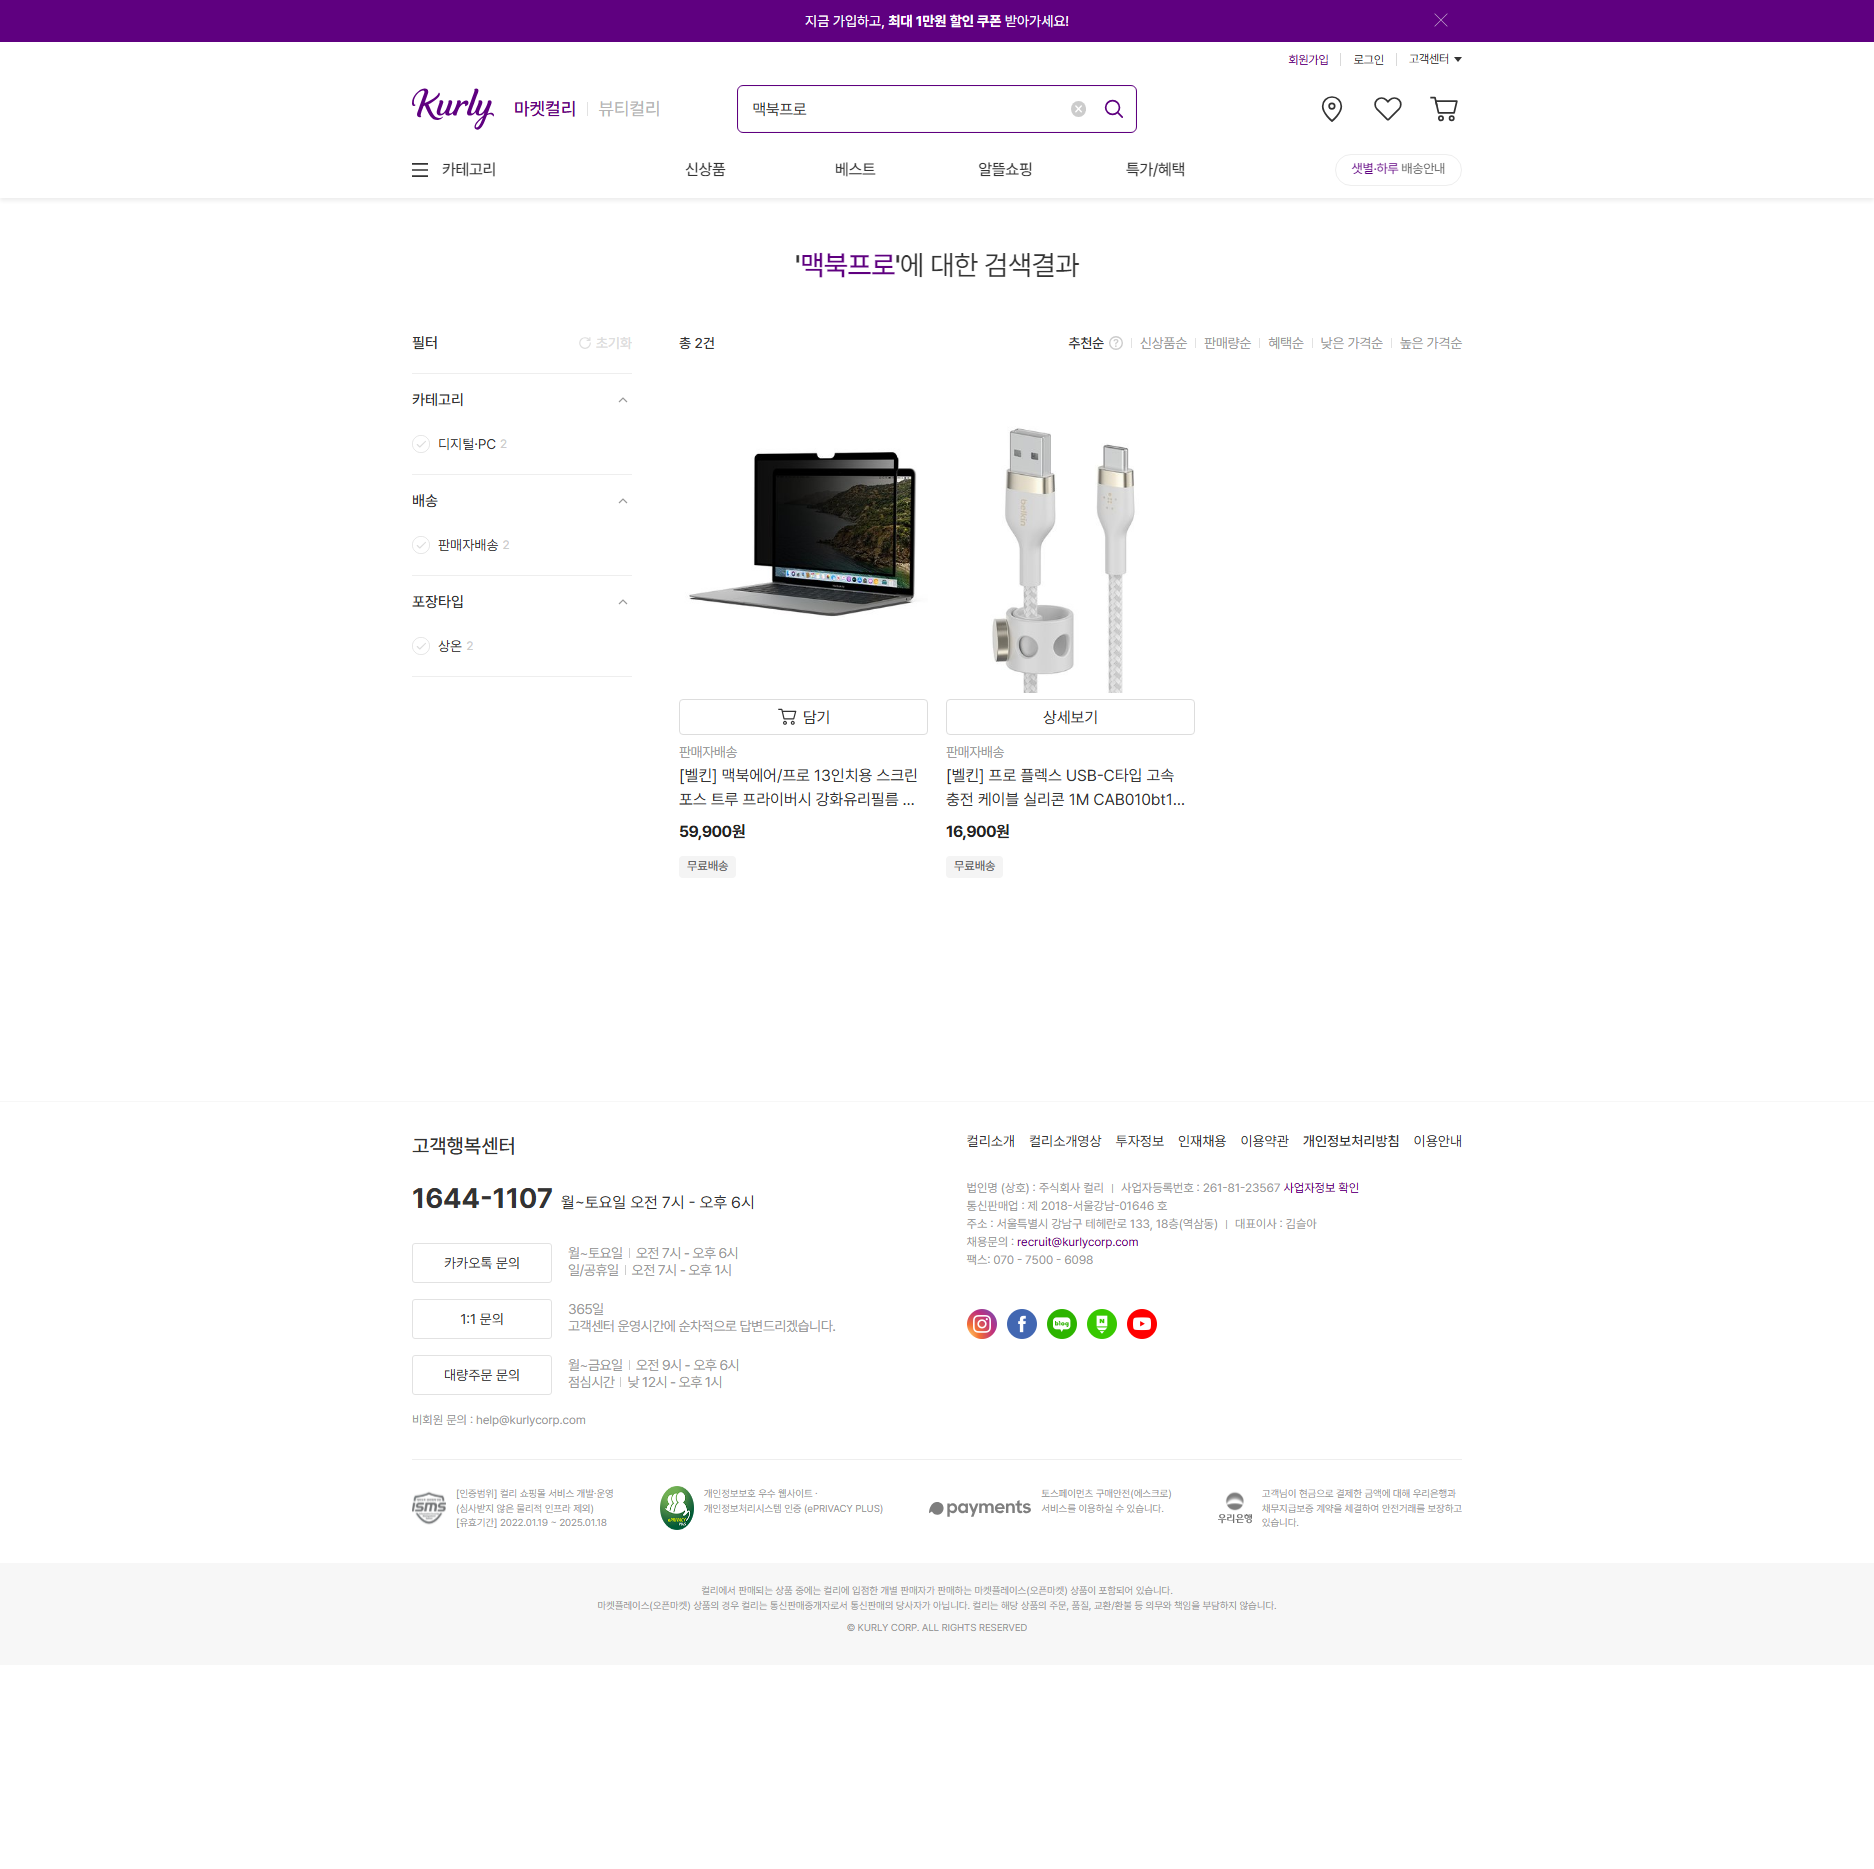 지금 가입하고, 최대 1만원 할인 쿠폰 받아가세요!
회원가입 로그인 고객센터
Kurly 마켓컬리 뷰티컬리
맥북프로
카테고리 신상품 베스트 알뜰쇼핑 특가/혜택 샛별·하루 배송안내
'맥북프로'에 대한 검색결과
필터 초기화
총 2건 추천순 신상품순 판매량순 혜택순 낮은 가격순 높은 가격순
카테고리
디지털·PC 2
배송
판매자배송 2
포장타입
상온 2
belkin
담기
판매자배송
[벨킨] 맥북에어/프로 13인치용 스크린
포스 트루 프라이버시 강화유리필름 ...
59,900원
무료배송
상세보기
판매자배송
[벨킨] 프로 플렉스 USB-C타입 고속
충전 케이블 실리콘 1M CAB010bt1...
16,900원
무료배송
고객행복센터
1644-1107 월~토요일 오전 7시 - 오후 6시
카카오톡 문의
월~토요일 | 오전 7시 - 오후 6시
일/공휴일 | 오전 7시 - 오후 1시
1:1 문의
365일
고객센터 운영시간에 순차적으로 답변드리겠습니다.
대량주문 문의
월~금요일 | 오전 9시 - 오후 6시
점심시간 | 낮 12시 - 오후 1시
비회원 문의 : help@kurlycorp.com
컬리소개 컬리소개영상 투자정보 인재채용 이용약관 개인정보처리방침 이용안내
법인명 (상호) : 주식회사 컬리 | 사업자등록번호 : 261-81-23567 사업자정보 확인
통신판매업 : 제 2018-서울강남-01646 호
주소 : 서울특별시 강남구 테헤란로 133, 18층(역삼동) | 대표이사 : 김슬아
채용문의 : recruit@kurlycorp.com
팩스: 070 - 7500 - 6098
blog
N
isms
[인증범위] 컬리 쇼핑몰 서비스 개발·운영
(심사받지 않은 물리적 인프라 제외)
[유효기간] 2022.01.19 ~ 2025.01.18
개인정보보호 우수 웹사이트 ·
개인정보처리시스템 인증 (ePRIVACY PLUS)
payments
토스페이먼츠 구매안전(에스크로)
서비스를 이용하실 수 있습니다.
우리은행
고객님이 현금으로 결제한 금액에 대해 우리은행과
채무지급보증 계약을 체결하여 안전거래를 보장하고
있습니다.
컬리에서 판매되는 상품 중에는 컬리에 입점한 개별 판매자가 판매하는 마켓플레이스(오픈마켓) 상품이 포함되어 있습니다.
마켓플레이스(오픈마켓) 상품의 경우 컬리는 통신판매중개자로서 통신판매의 당사자가 아닙니다. 컬리는 해당 상품의 주문, 품질, 교환/환불 등 의무와 책임을 부담하지 않습니다.
© KURLY CORP. ALL RIGHTS RESERVED